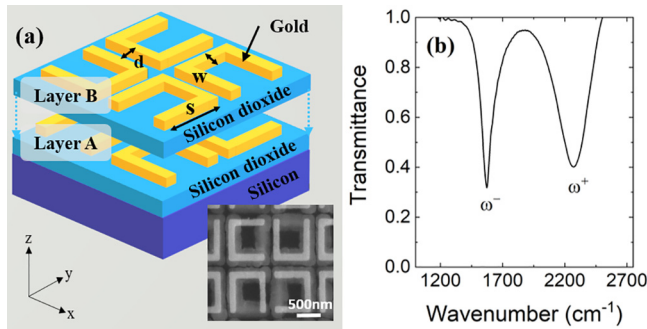 (a)
Gold
d
w
Layer B
s
Silicon dioxide
Layer A
Silicon dioxide
Silicon
z
y
x
500nm
(b)
Transmittance
1.0
0.8
0.6
0.4
0.2
0.0
ω⁻
ω⁺
1200 1700 2200 2700
Wavenumber (cm⁻¹)